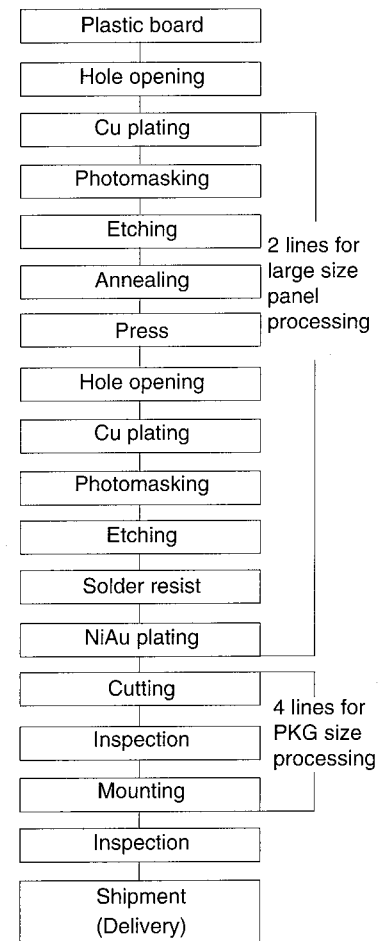 Plastic board
Hole opening
Cu plating
Photomasking
Etching
Annealing
Press
Hole opening
Cu plating
Photomasking
Etching
Solder resist
NiAu plating
Cutting
Inspection
Mounting
Inspection
Shipment
(Delivery)
2 lines for
large size
panel
processing
4 lines for
PKG size
processing